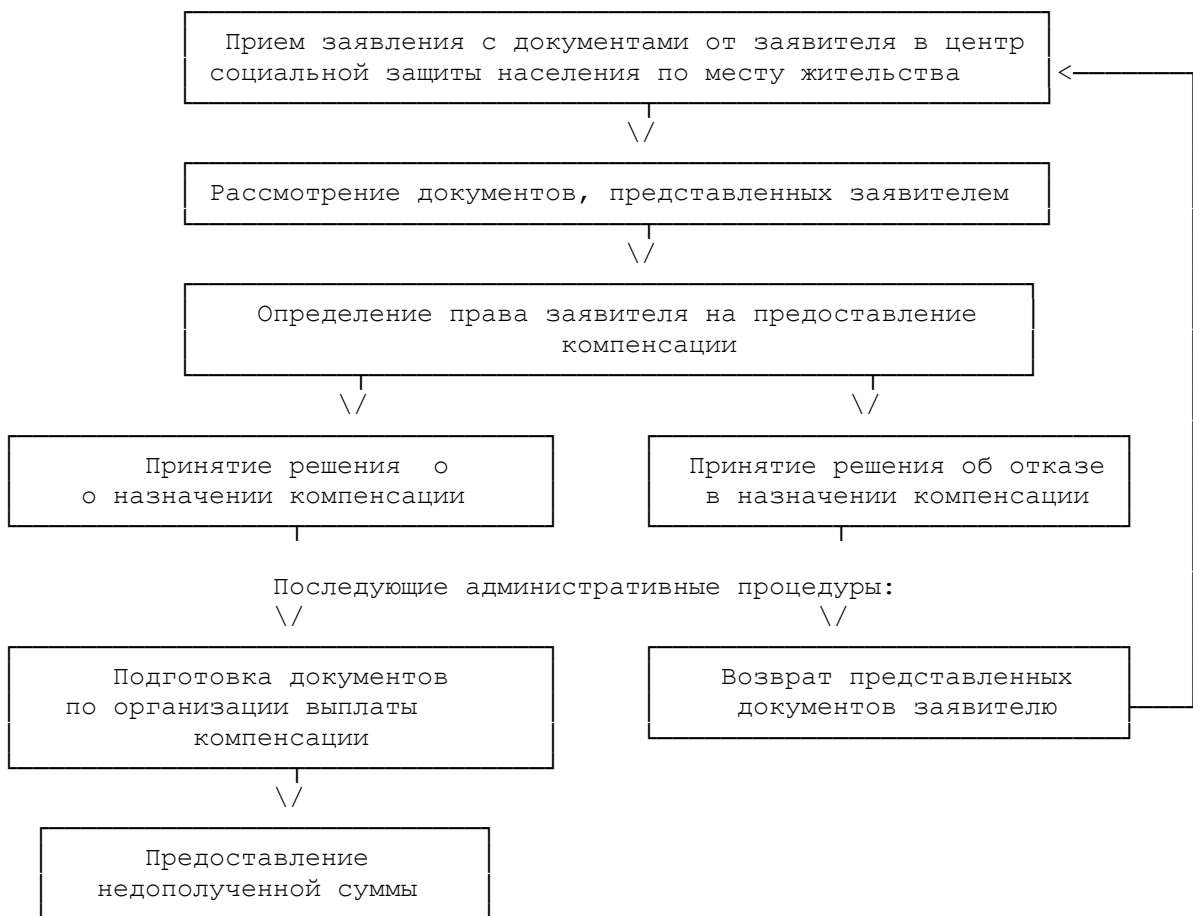 Прием заявления с документами от заявителя в центр
социальной защиты населения по месту жительства
Рассмотрение документов, представленных заявителем
Определение права заявителя на предоставление
компенсации
Принятие решения о
о назначении компенсации
Принятие решения об отказе
в назначении компенсации
Последующие административные процедуры:
Подготовка документов
по организации выплаты
компенсации
Возврат представленных
документов заявителю
Предоставление
недополученной суммы